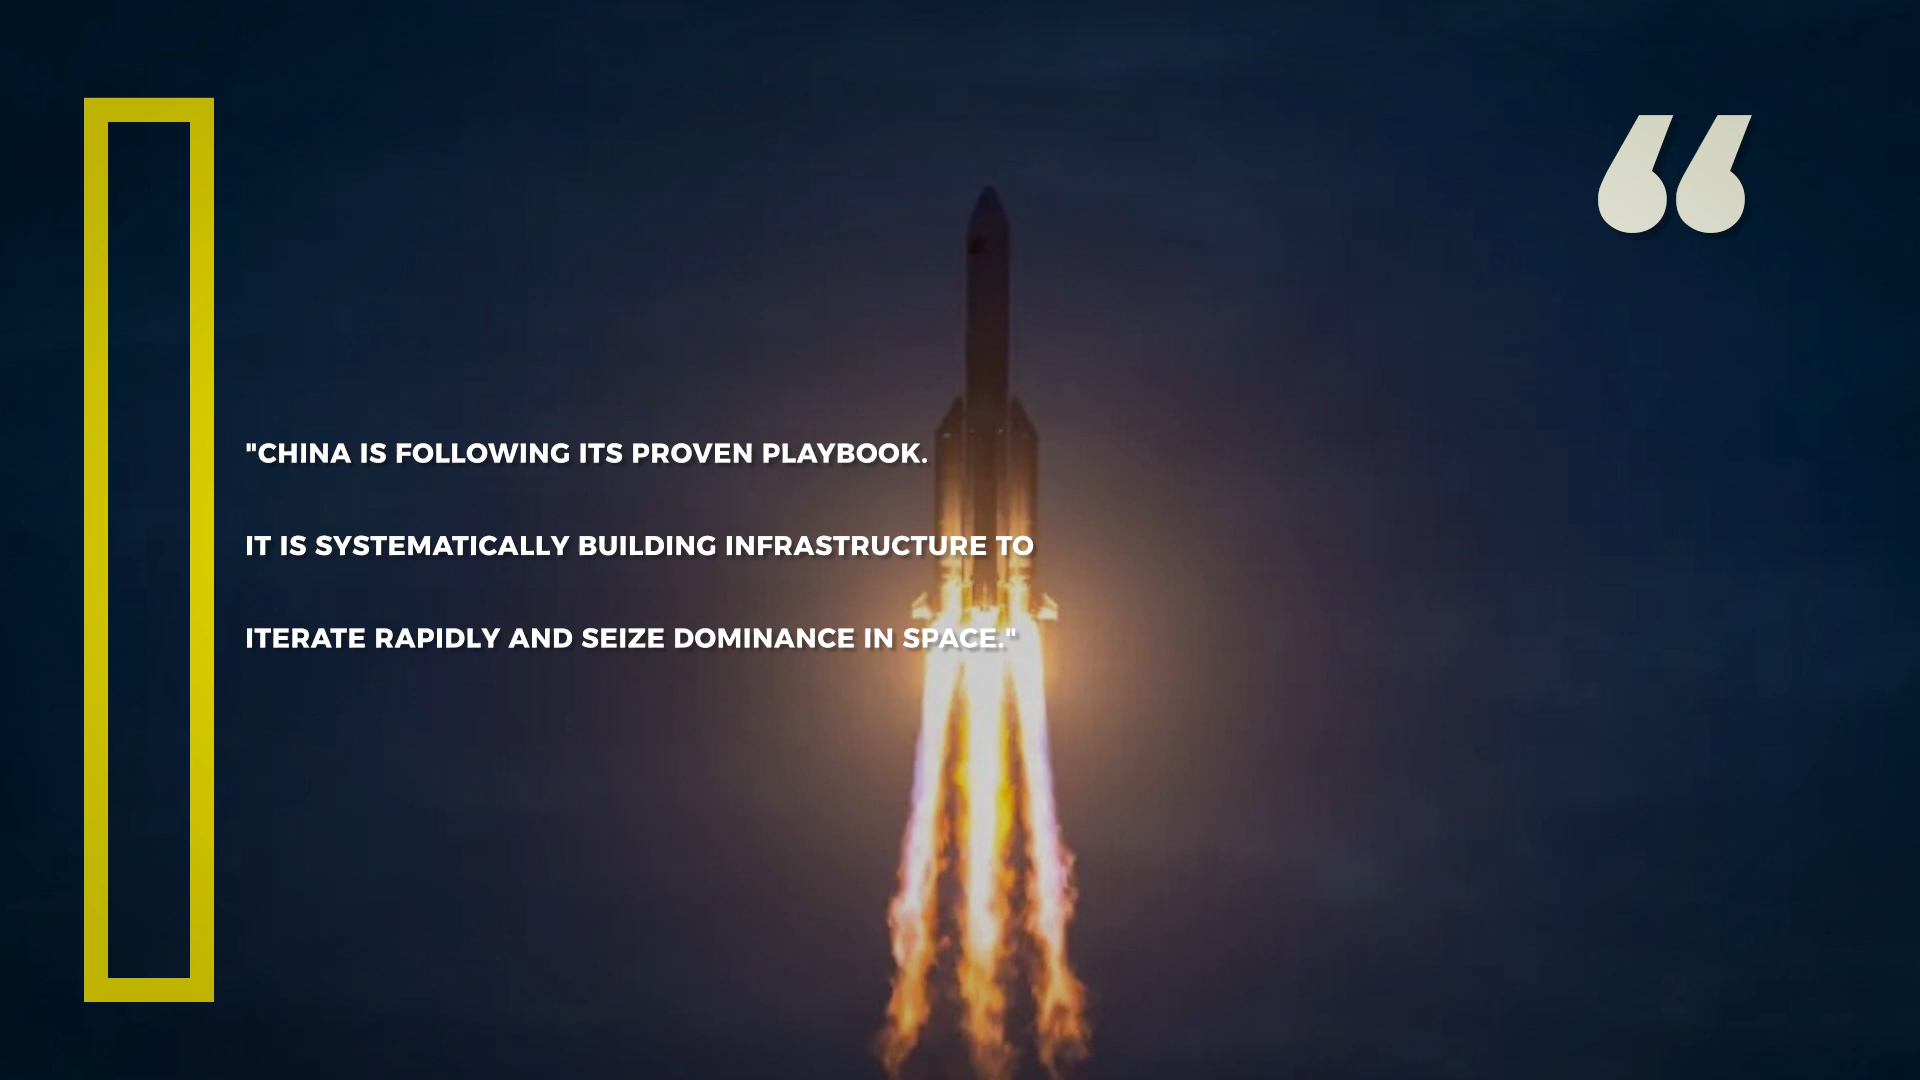 "CHINA IS FOLLOWING ITS PROVEN PLAYBOOK.
IT IS SYSTEMATICALLY BUILDING INFRASTRUCTURE TO
ITERATE RAPIDLY AND SEIZE DOMINANCE IN SPACE."